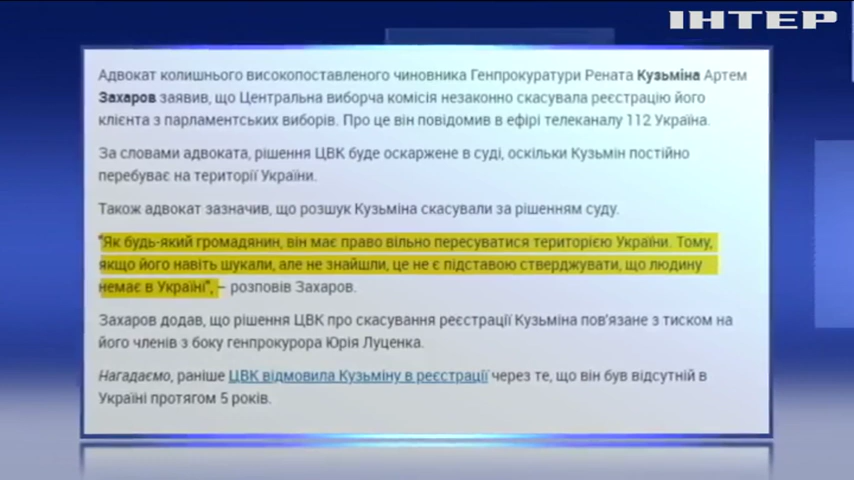 ІНТЕР
Адвокат колишнього високопоставленого чиновника Генпрокуратури Рената Кузьміна Артем
Захаров заявив, що Центральна виборча комісія незаконно скасувала реєстрацію його
клієнта з парламентських виборів. Про це він повідомив в ефірі телеканалу 112 Україна.
За словами адвоката, рішення ЦВК буде оскаржене в суді, оскільки Кузьмін постійно
перебуває на території України.
Також адвокат зазначив, що розшук Кузьміна скасували за рішенням суду.
"Як будь-який громадянин, він має право вільно пересуватися територією України. Тому,
якщо його навіть шукали, але не знайшли, це не є підставою стверджувати, що людину
немає в Україні", – розповів Захаров.
Захаров додав, що рішення ЦВК про скасування реєстрації Кузьміна пов'язане з тиском на
його членів з боку генпрокурора Юрія Луценка.
Нагадаємо, раніше ЦВК відмовила Кузьміну в реєстрації через те, що він був відсутній в
Україні протягом 5 років.